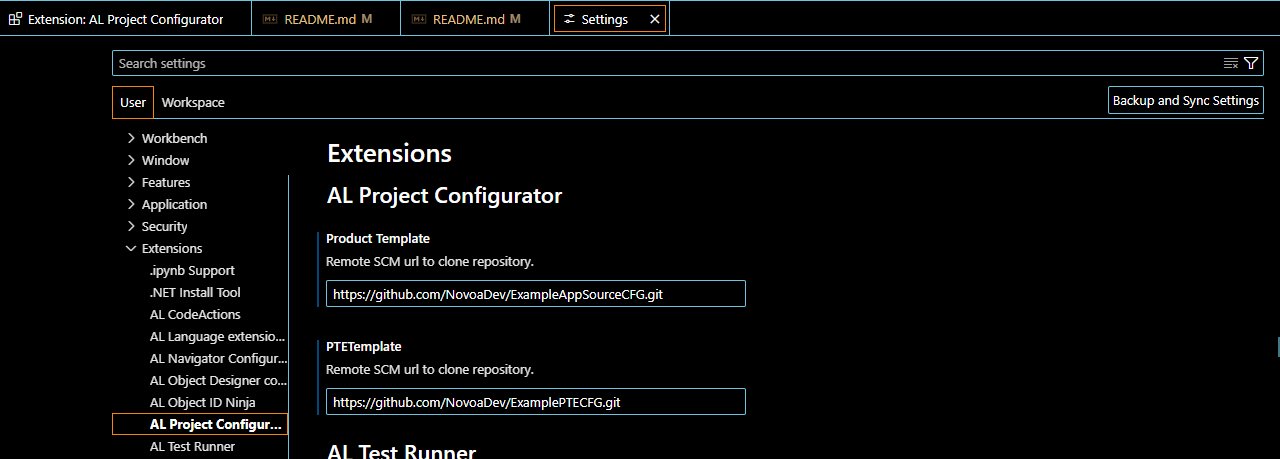 Extension: AL Project Configurator
README.md M
README.md M
Settings
Search settings
User
Workspace
Backup and Sync Settings
Workbench
Window
Features
Application
Security
Extensions
.ipynb Support
.NET Install Tool
AL CodeActions
AL Language extensio...
AL Navigator Configur...
AL Object Designer co...
AL Object ID Ninja
AL Project Configur...
AL Test Runner
Extensions
AL Project Configurator
Product Template
Remote SCM url to clone repository.
https://github.com/NovoaDev/ExampleAppSourceCFG.git
PTETemplate
Remote SCM url to clone repository.
https://github.com/NovoaDev/ExamplePTECFG.git
AL Test Runner